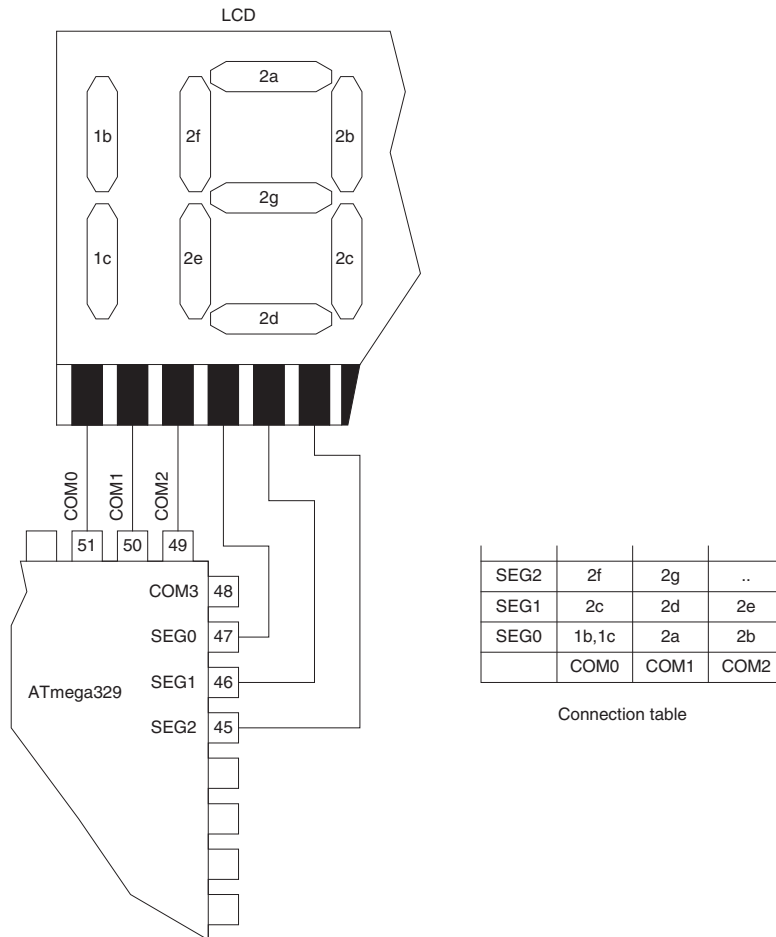 LCD
2a
1b
2f
2b
2g
1c
2e
2c
2d
COM0
COM1
COM2
51
50
49
COM3
48
SEG0
47
ATmega329
SEG1
46
SEG2
45
SEG2 2f 2g ..
SEG1 2c 2d 2e
SEG0 1b,1c 2a 2b
COM0 COM1 COM2
Connection table